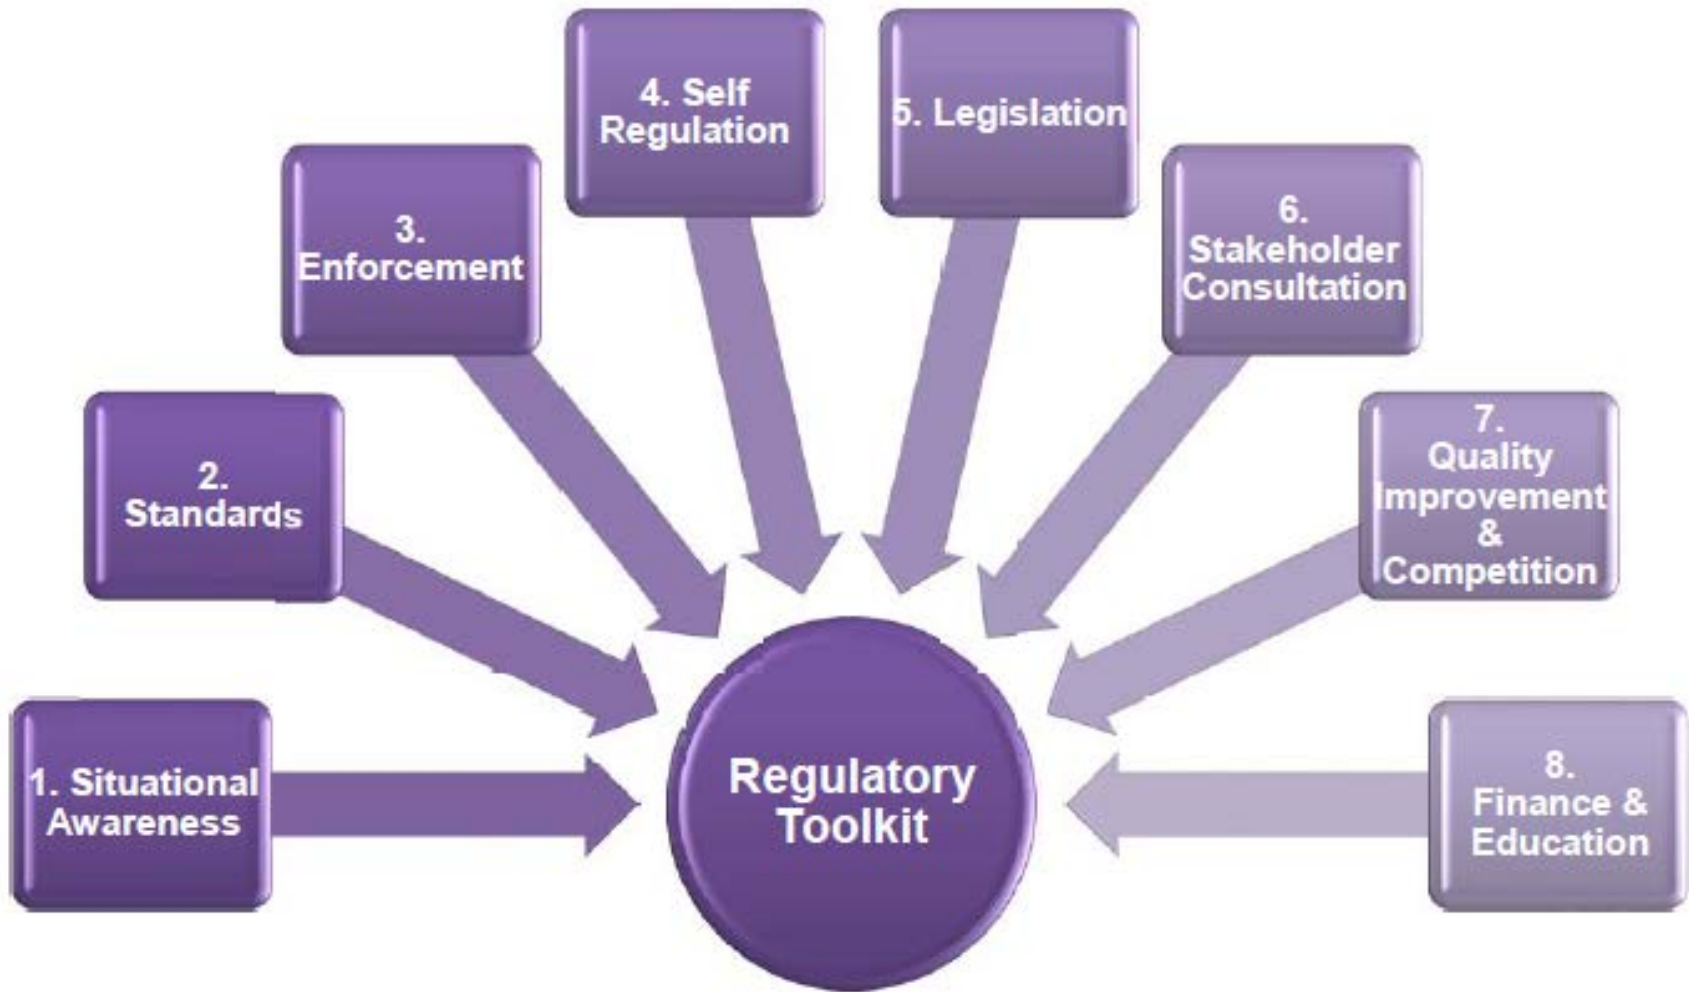 1. Situational
Awareness
2.
Standards
3.
Enforcement
4. Self
Regulation
5. Legislation
6.
Stakeholder
Consultation
7.
Quality
Improvement
&
Competition
8.
Finance &
Education
Regulatory
Toolkit